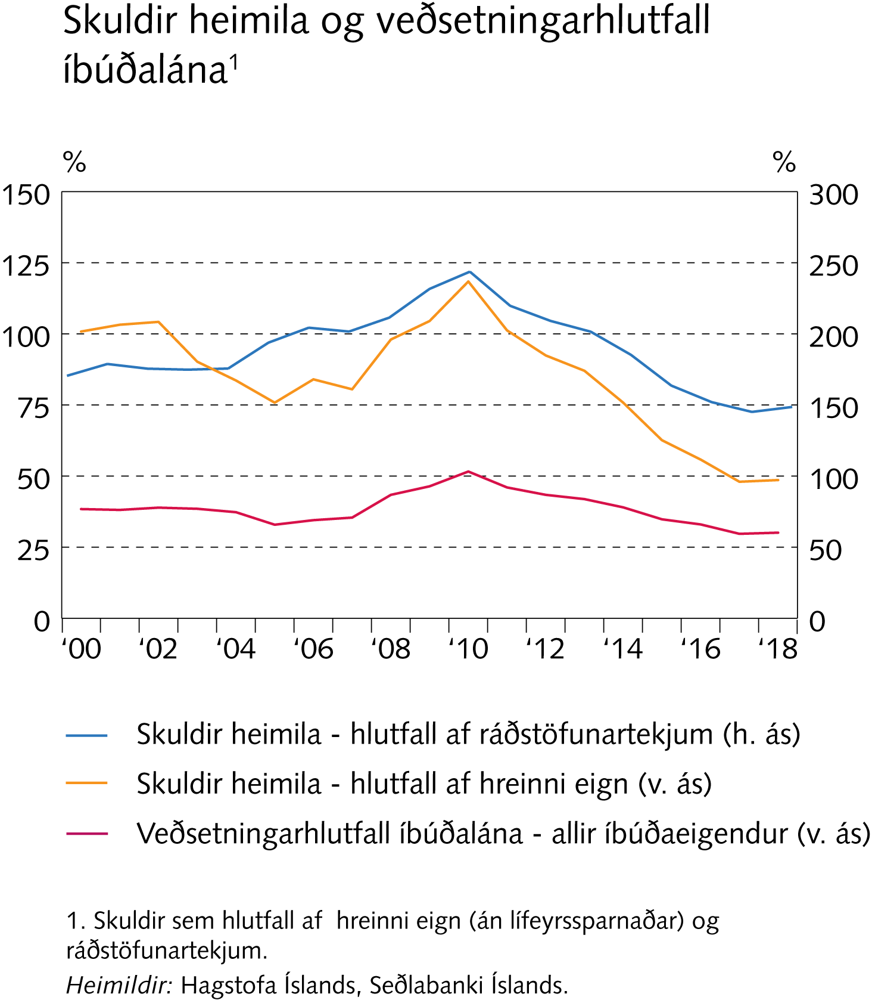 Skuldir heimila og veðsetningarhlutfall
íbúðalána¹
% %
150 300
125 250
100 200
75 150
50 100
25 50
0 0
‘00 ‘02 ‘04 ‘06 ‘08 ‘10 ‘12 ‘14 ‘16 ‘18
Skuldir heimila - hlutfall af ráðstöfunartekjum (h. ás)
Skuldir heimila - hlutfall af hreinni eign (v. ás)
Veðsetningarhlutfall íbúðalána - allir íbúðaeigendur (v. ás)
1. Skuldir sem hlutfall af hreinni eign (án lífeyrssparnaðar) og
ráðstöfunartekjum.
Heimildir: Hagstofa Íslands, Seðlabanki Íslands.